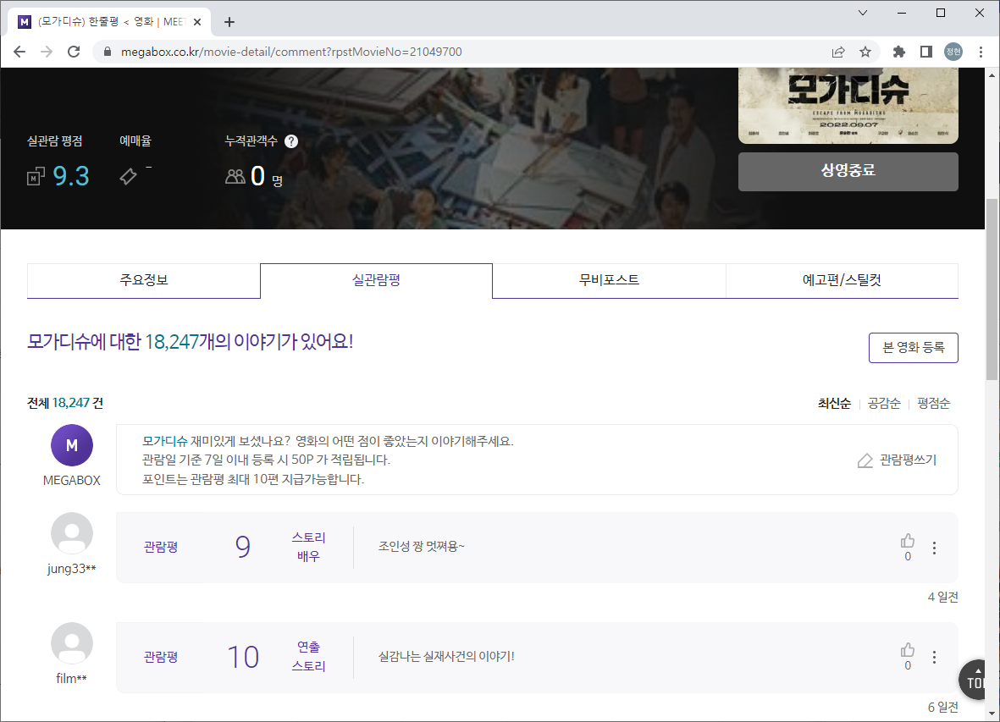 M (모가디슈) 한줄평 < 영화 | MEET
megabox.co.kr/movie-detail/comment?rpstMovieNo=21049700
정현
모가디슈
ESCAPE FROM MOGADISHU
2022.09.07
실관람 평점 예매율 누적관객수 ?
M 9.3 - 0 명
상영종료
주요정보 실관람평 무비포스트 예고편/스틸컷
모가디슈에 대한 18,247개의 이야기가 있어요!
본 영화 등록
전체 18,247 건
최신순 공감순 평점순
M
MEGABOX
모가디슈 재미있게 보셨나요? 영화의 어떤 점이 좋았는지 이야기해주세요.
관람일 기준 7일 이내 등록 시 50P 가 적립됩니다.
포인트는 관람평 최대 10편 지급가능합니다.
관람평쓰기
jung33**
관람평 9 스토리
배우
조인성 짱 멋쪄용~
0
4 일전
film**
관람평 10 연출
스토리
실감나는 실재사건의 이야기!
0
6 일전